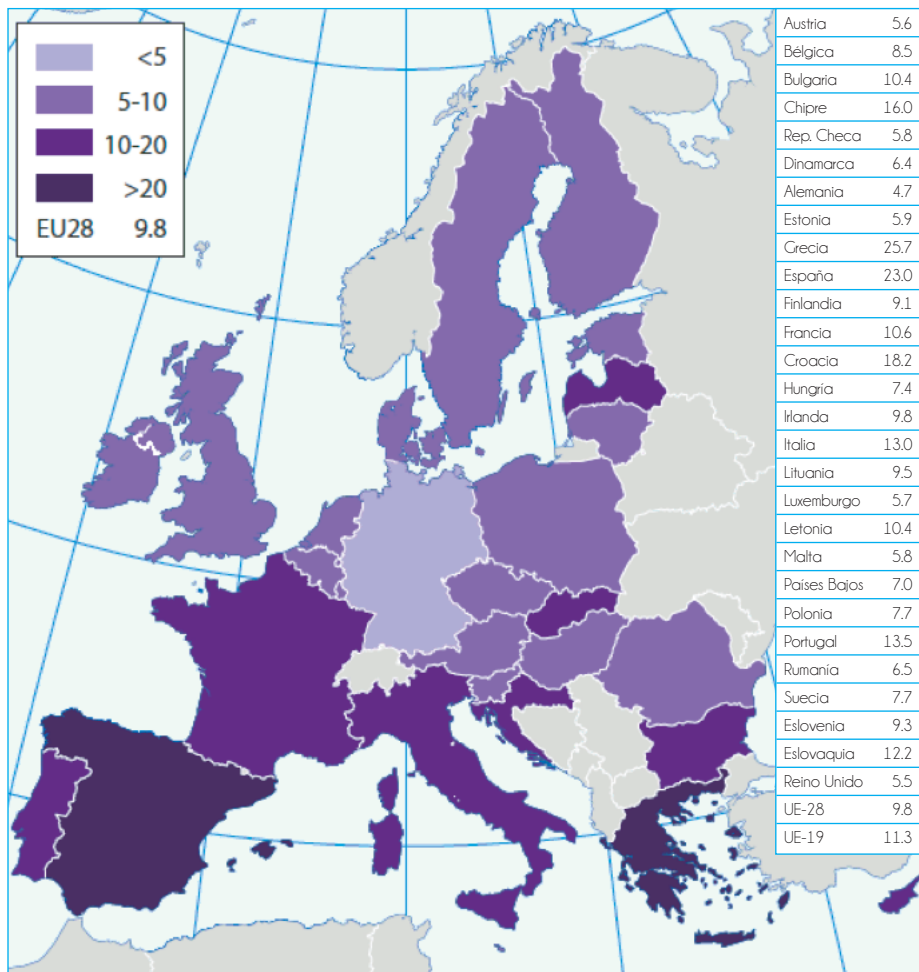 <5
5-10
10-20
>20
EU28 9.8
Austria 5.6
Bélgica 8.5
Bulgaria 10.4
Chipre 16.0
Rep. Checa 5.8
Dinamarca 6.4
Alemania 4.7
Estonia 5.9
Grecia 25.7
España 23.0
Finlandia 9.1
Francia 10.6
Croacia 18.2
Hungria 7.4
Irlanda 9.8
Italia 13.0
Lituania 9.5
Luxemburgo 5.7
Letonia 10.4
Malta 5.8
Países Bajos 7.0
Polonia 7.7
Portugal 13.5
Rumanía 6.5
Suecia 7.7
Eslovenia 9.3
Eslovaquia 12.2
Reino Unido 5.5
UE-28 9.8
UE-19 11.3